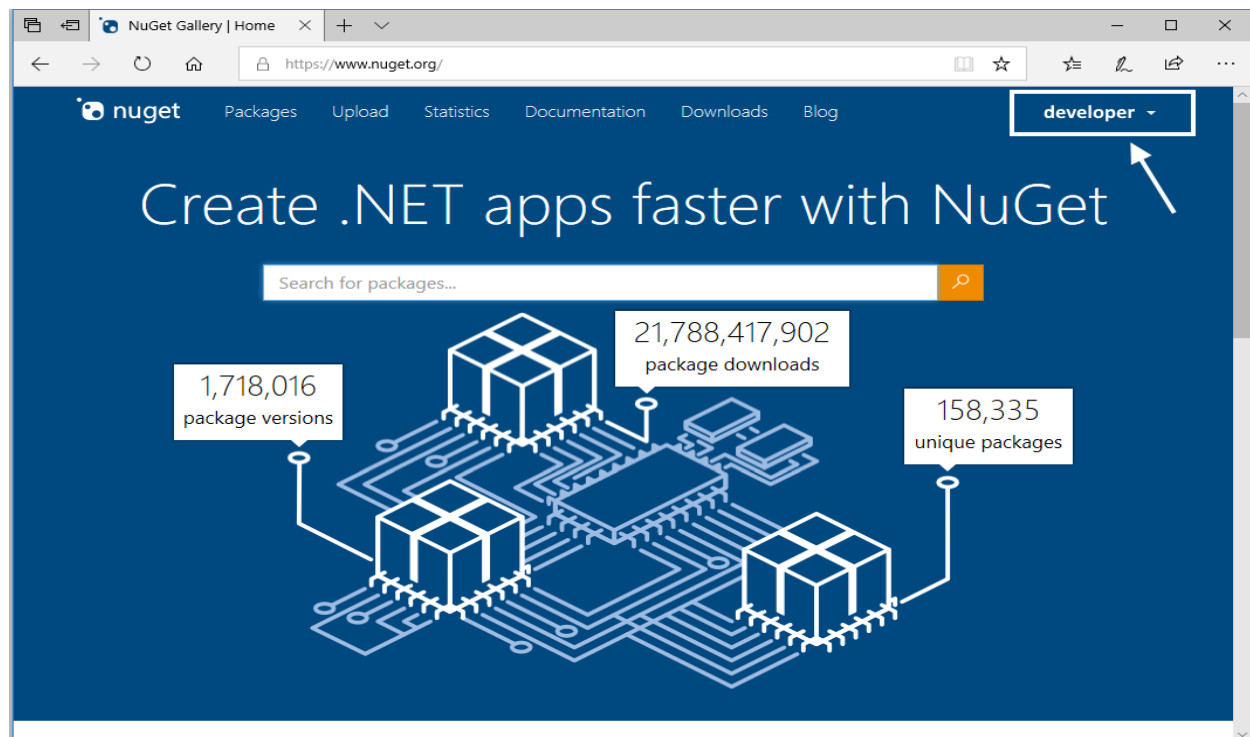 NuGet Gallery | Home
https://www.nuget.org/
nuget Packages Upload Statistics Documentation Downloads Blog developer
Create .NET apps faster with NuGet
Search for packages...
21,788,417,902
package downloads
1,718,016
package versions
158,335
unique packages